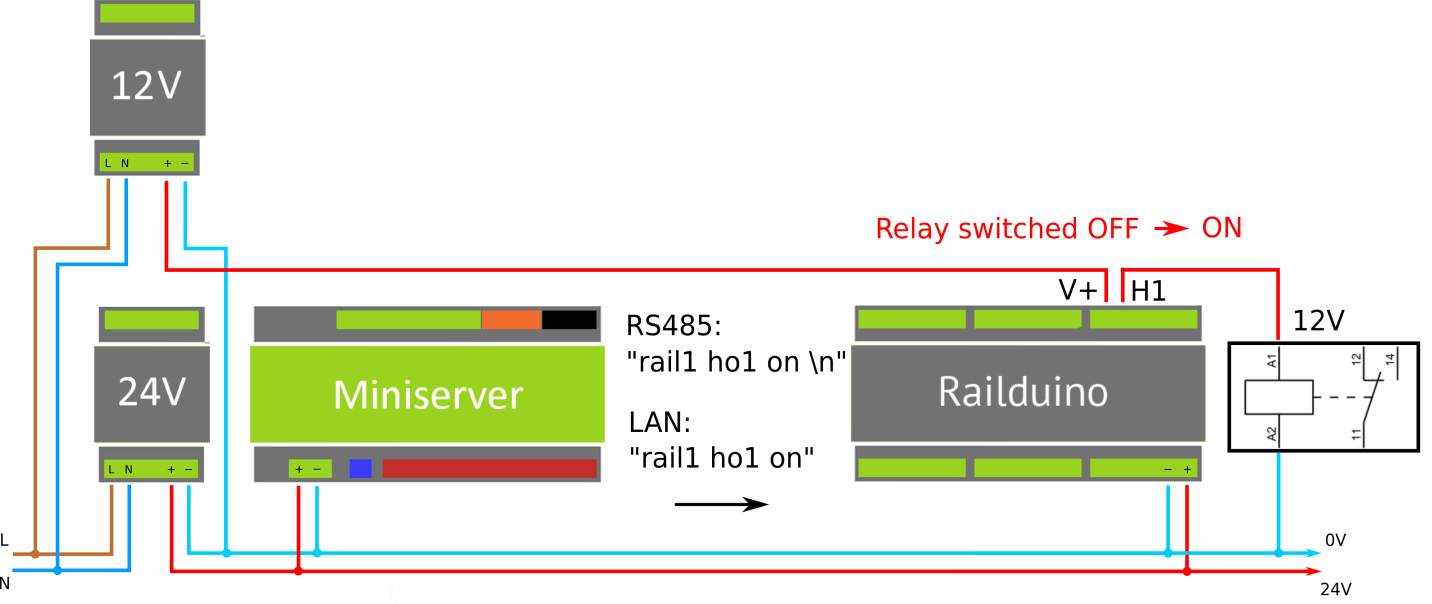 12V
L N + −
Relay switched OFF → ON
V+ H1
12V
24V
L N + −
Miniserver
+ −
RS485:
"rail1 ho1 on \n"
LAN:
"rail1 ho1 on"
Railduino
− +
A1
A2
12
14
11
L
N
0V
24V